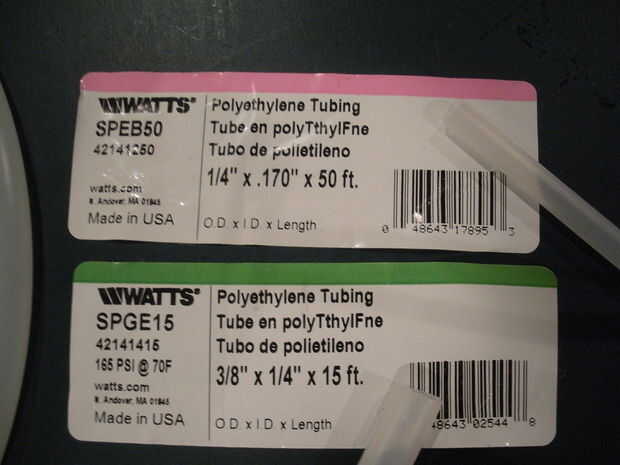 WATTS®
SPEB50
42141250
watts.com
N. Andover, MA 01845
Made in USA
Polyethylene Tubing
Tube en polyTthylFne
Tubo de polietileno
1/4" x .170" x 50 ft.
O.D. x I.D. x Length
0 48643 17895 3
WATTS®
SPGE15
42141415
165 PSI @ 70F
watts.com
N. Andover, MA 01845
Made in USA
Polyethylene Tubing
Tube en polyTthylFne
Tubo de polietileno
3/8" x 1/4" x 15 ft.
O.D. x I.D. x Length
48643 02544 8